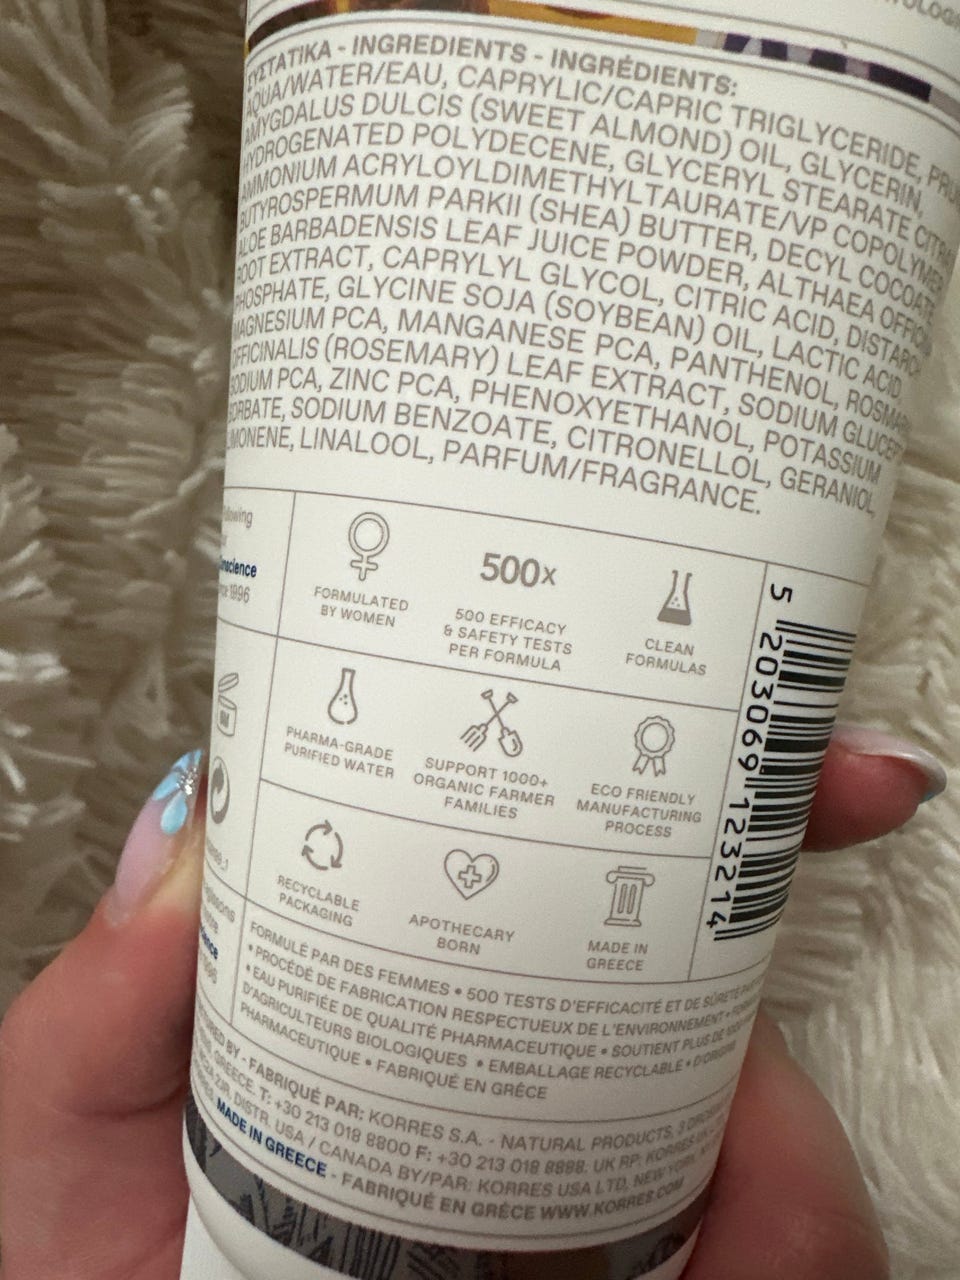 ΣΥΣΤΑΤΙΚΑ - INGREDIENTS - INGRÉDIENTS:
AQUA/WATER/EAU, CAPRYLIC/CAPRIC TRIGLYCERIDE,
AMYGDALUS DULCIS (SWEET ALMOND) OIL, GLYCERIN,
HYDROGENATED POLYDECENE, GLYCERYL STEARATE
AMMONIUM ACRYLOYLDIMETHYLTAURATE/VP COPOLYMER
BUTYROSPERMUM PARKII (SHEA) BUTTER, DECYL COCOATE
ALOE BARBADENSIS LEAF JUICE POWDER, ALTHAEA
ROOT EXTRACT, CAPRYLYL GLYCOL, CITRIC ACID,
PHOSPHATE, GLYCINE SOJA (SOYBEAN) OIL, LACTIC ACID
MAGNESIUM PCA, MANGANESE PCA, PANTHENOL,
OFFICINALIS (ROSEMARY) LEAF EXTRACT, SODIUM
SODIUM PCA, ZINC PCA, PHENOXYETHANOL, POTASSIUM
SORBATE, SODIUM BENZOATE, CITRONELLOL, GERANIOL,
LIMONENE, LINALOOL, PARFUM/FRAGRANCE.
FORMULATED
BY WOMEN
500x
500 EFFICACY
& SAFETY TESTS
PER FORMULA
CLEAN
FORMULAS
PHARMA-GRADE
PURIFIED WATER
SUPPORT 1000+
ORGANIC FARMER
FAMILIES
ECO FRIENDLY
MANUFACTURING
PROCESS
RECYCLABLE
PACKAGING
APOTHECARY
BORN
MADE IN
GREECE
5 203069 123214
FORMULÉ PAR DES FEMMES • 500 TESTS D'EFFICACITÉ ET DE SÛRETÉ
• PROCÉDÉ DE FABRICATION RESPECTUEUX DE L'ENVIRONNEMENT •
• EAU PURIFIÉE DE QUALITÉ PHARMACEUTIQUE • SOUTIENT PLUS DE
D'AGRICULTEURS BIOLOGIQUES • EMBALLAGE RECYCLABLE •
PHARMACEUTIQUE • FABRIQUÉ EN GRÈCE
BY - FABRIQUÉ PAR: KORRES S.A. - NATURAL PRODUCTS, 3
GREECE. T: +30 213 018 8800 F: +30 213 018 8888. UK RP: KORRES UK
DISTR. USA / CANADA BY/PAR: KORRES USA LTD, NEW YORK,
MADE IN GREECE - FABRIQUÉ EN GRÈCE WWW.KORRES.COM